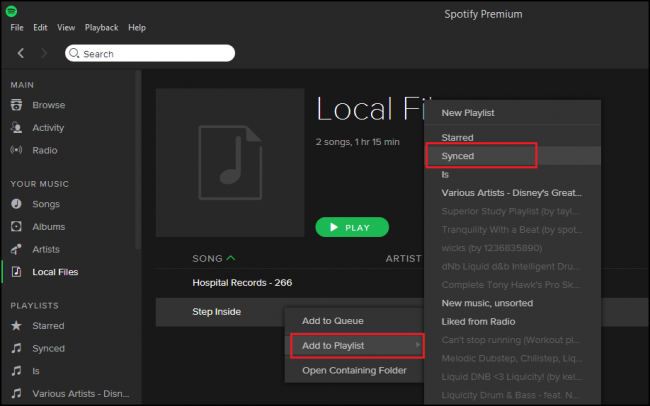 Spotify Premium
File Edit View Playback Help
Search
MAIN
Browse
Activity
Radio
YOUR MUSIC
Songs
Albums
Artists
Local Files
PLAYLISTS
Starred
Synced
Is
Various Artists - Disn...
Local Fil
2 songs, 1 hr 15 min
PLAY
SONG ARTIST
Hospital Records - 266
Step Inside
Add to Queue
Add to Playlist
Open Containing Folder
New Playlist
Starred
Synced
Is
Various Artists - Disney's Great...
Superior Study Playlist (by tayl...
Tranquility With a Beat (by spot...
wicks (by 1236835890)
dNb Liquid d&b Intelligent Dru...
Complete Tony Hawk's Pro Sk...
New music, unsorted
Liked from Radio
Can't stop running (Workout pl...
Melodic Dubstep, Chillstep, Liq...
Liquid DNB <3 Liquicity! (by kei...
Liquicity Drum & Bass - feat. N...